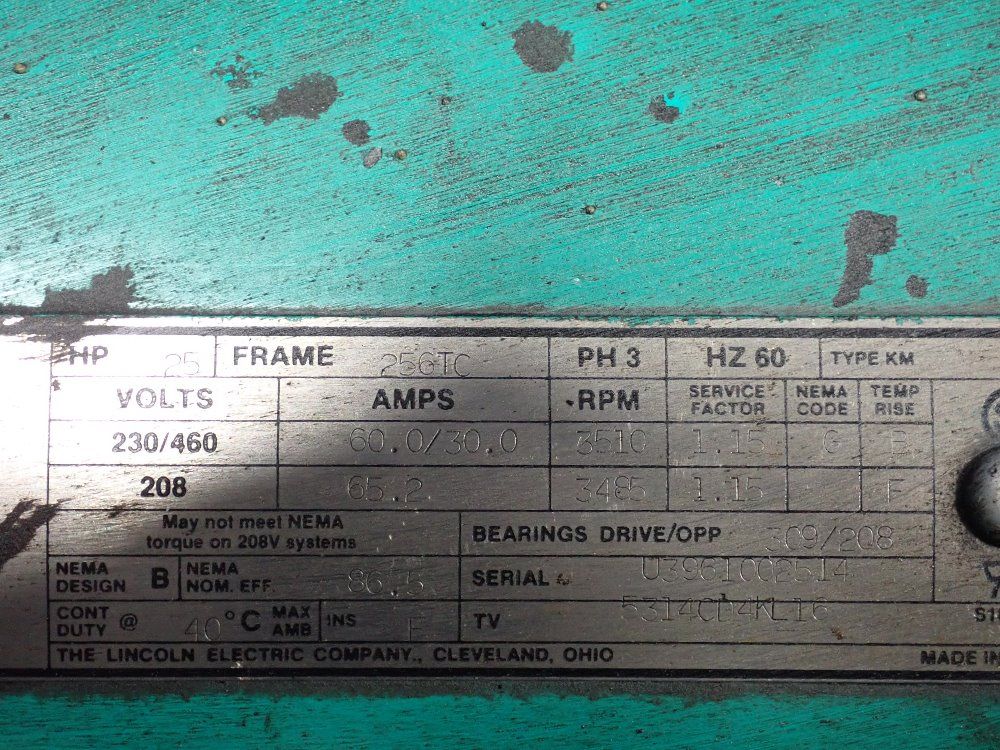 HP 25 FRAME 256TC PH 3 HZ 60 TYPE KM
VOLTS AMPS RPM SERVICE FACTOR NEMA CODE TEMP RISE
230/460 60.0/30.0 3510 1.15 G
208 65.2 3485 1.15 F
May not meet NEMA
torque on 208V systems
BEARINGS DRIVE/OPP 309/208
NEMA DESIGN B NEMA NOM. EFF. 86.5 SERIAL U3961002514
CONT DUTY @ 40 °C MAX AMB INS F TV
THE LINCOLN ELECTRIC COMPANY., CLEVELAND, OHIO MADE IN